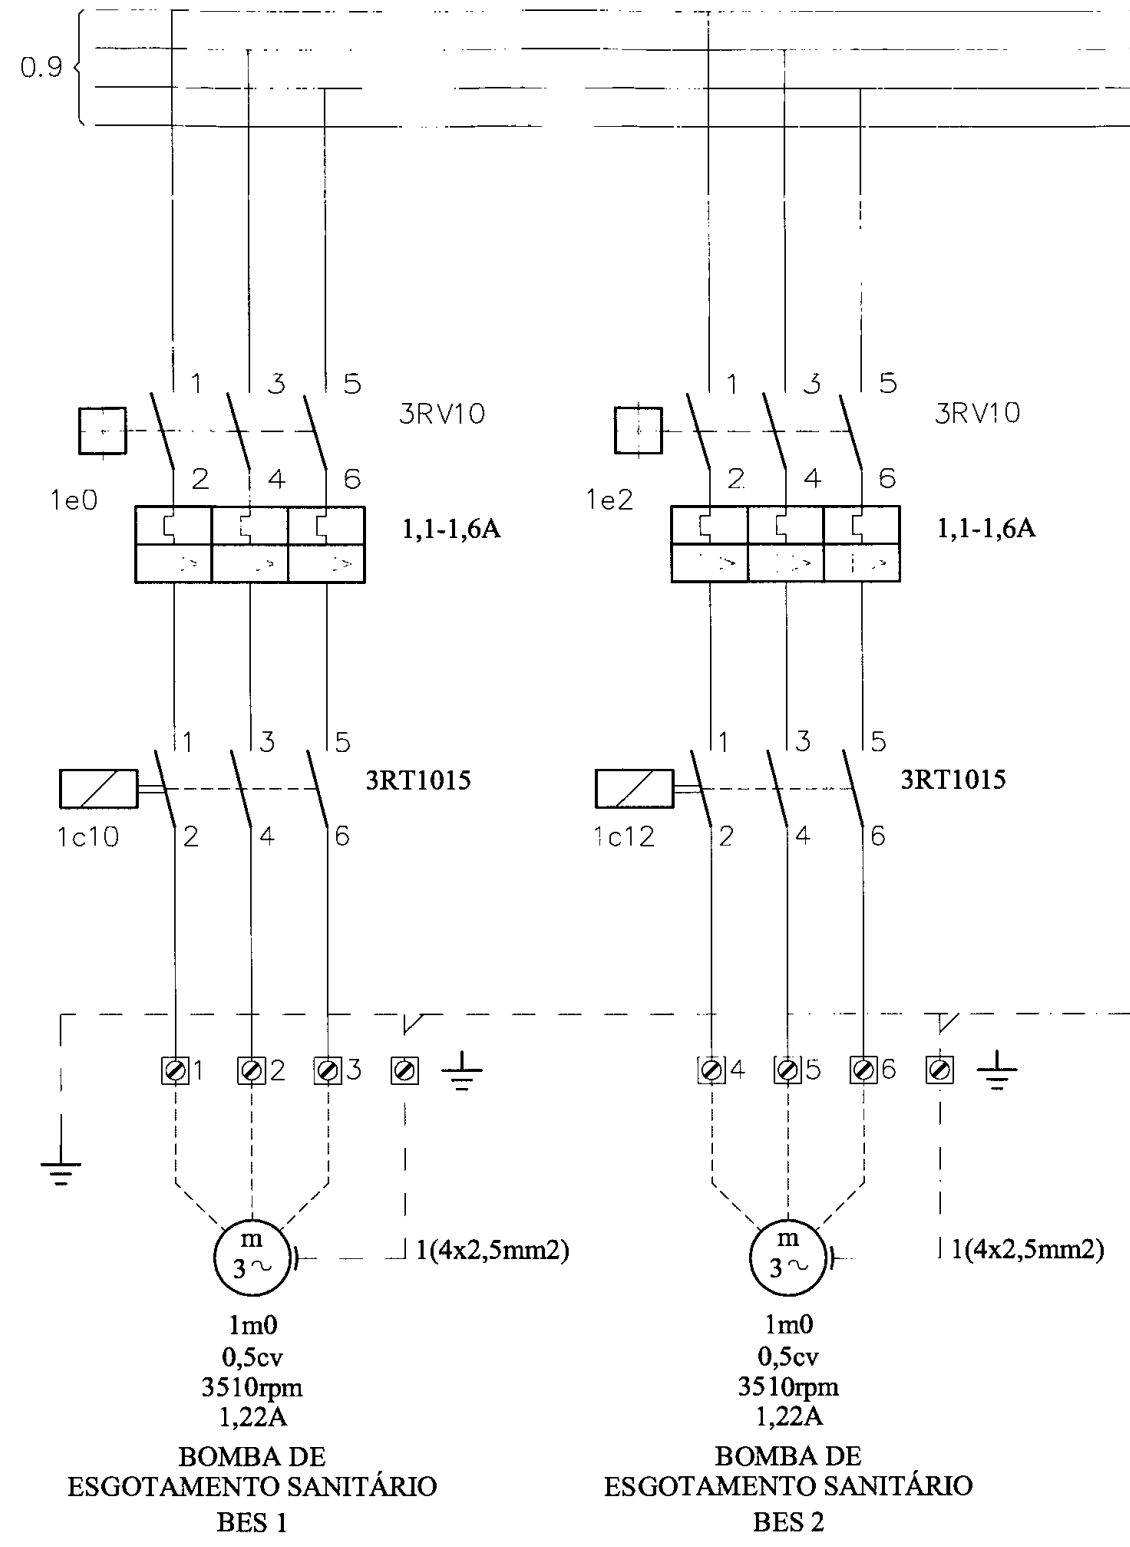 0.9
1 3 5
3RV10
2 4 6
1e0
1,1-1,6A
1 3 5
3RT1015
1c10
2 4 6
1 2 3
1(4x2,5mm2)
m
3~
1m0
0,5cv
3510rpm
1,22A
BOMBA DE
ESGOTAMENTO SANITÁRIO
BES 1
1 3 5
3RV10
2 4 6
1e2
1,1-1,6A
1 3 5
3RT1015
1c12
2 4 6
4 5 6
1(4x2,5mm2)
m
3~
1m0
0,5cv
3510rpm
1,22A
BOMBA DE
ESGOTAMENTO SANITÁRIO
BES 2